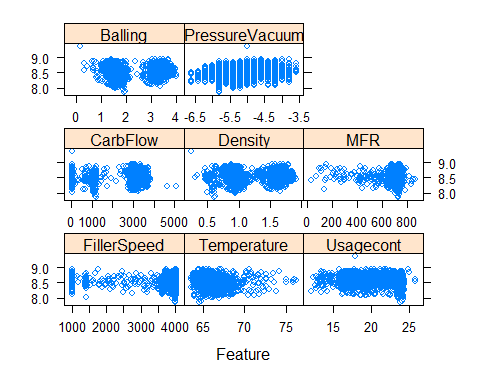 Balling PressureVacuum
9.0
8.5
8.0
0 1 2 3 4 -6.5 -5.5 -4.5 -3.5
CarbFlow Density MFR
9.0
8.5
8.0
0 1000 3000 5000 0.5 1.0 1.5 0 200 400 600 800
FillerSpeed Temperature Usagecont
9.0
8.5
8.0
1000 2000 3000 4000 65 70 75 15 20 25
Feature